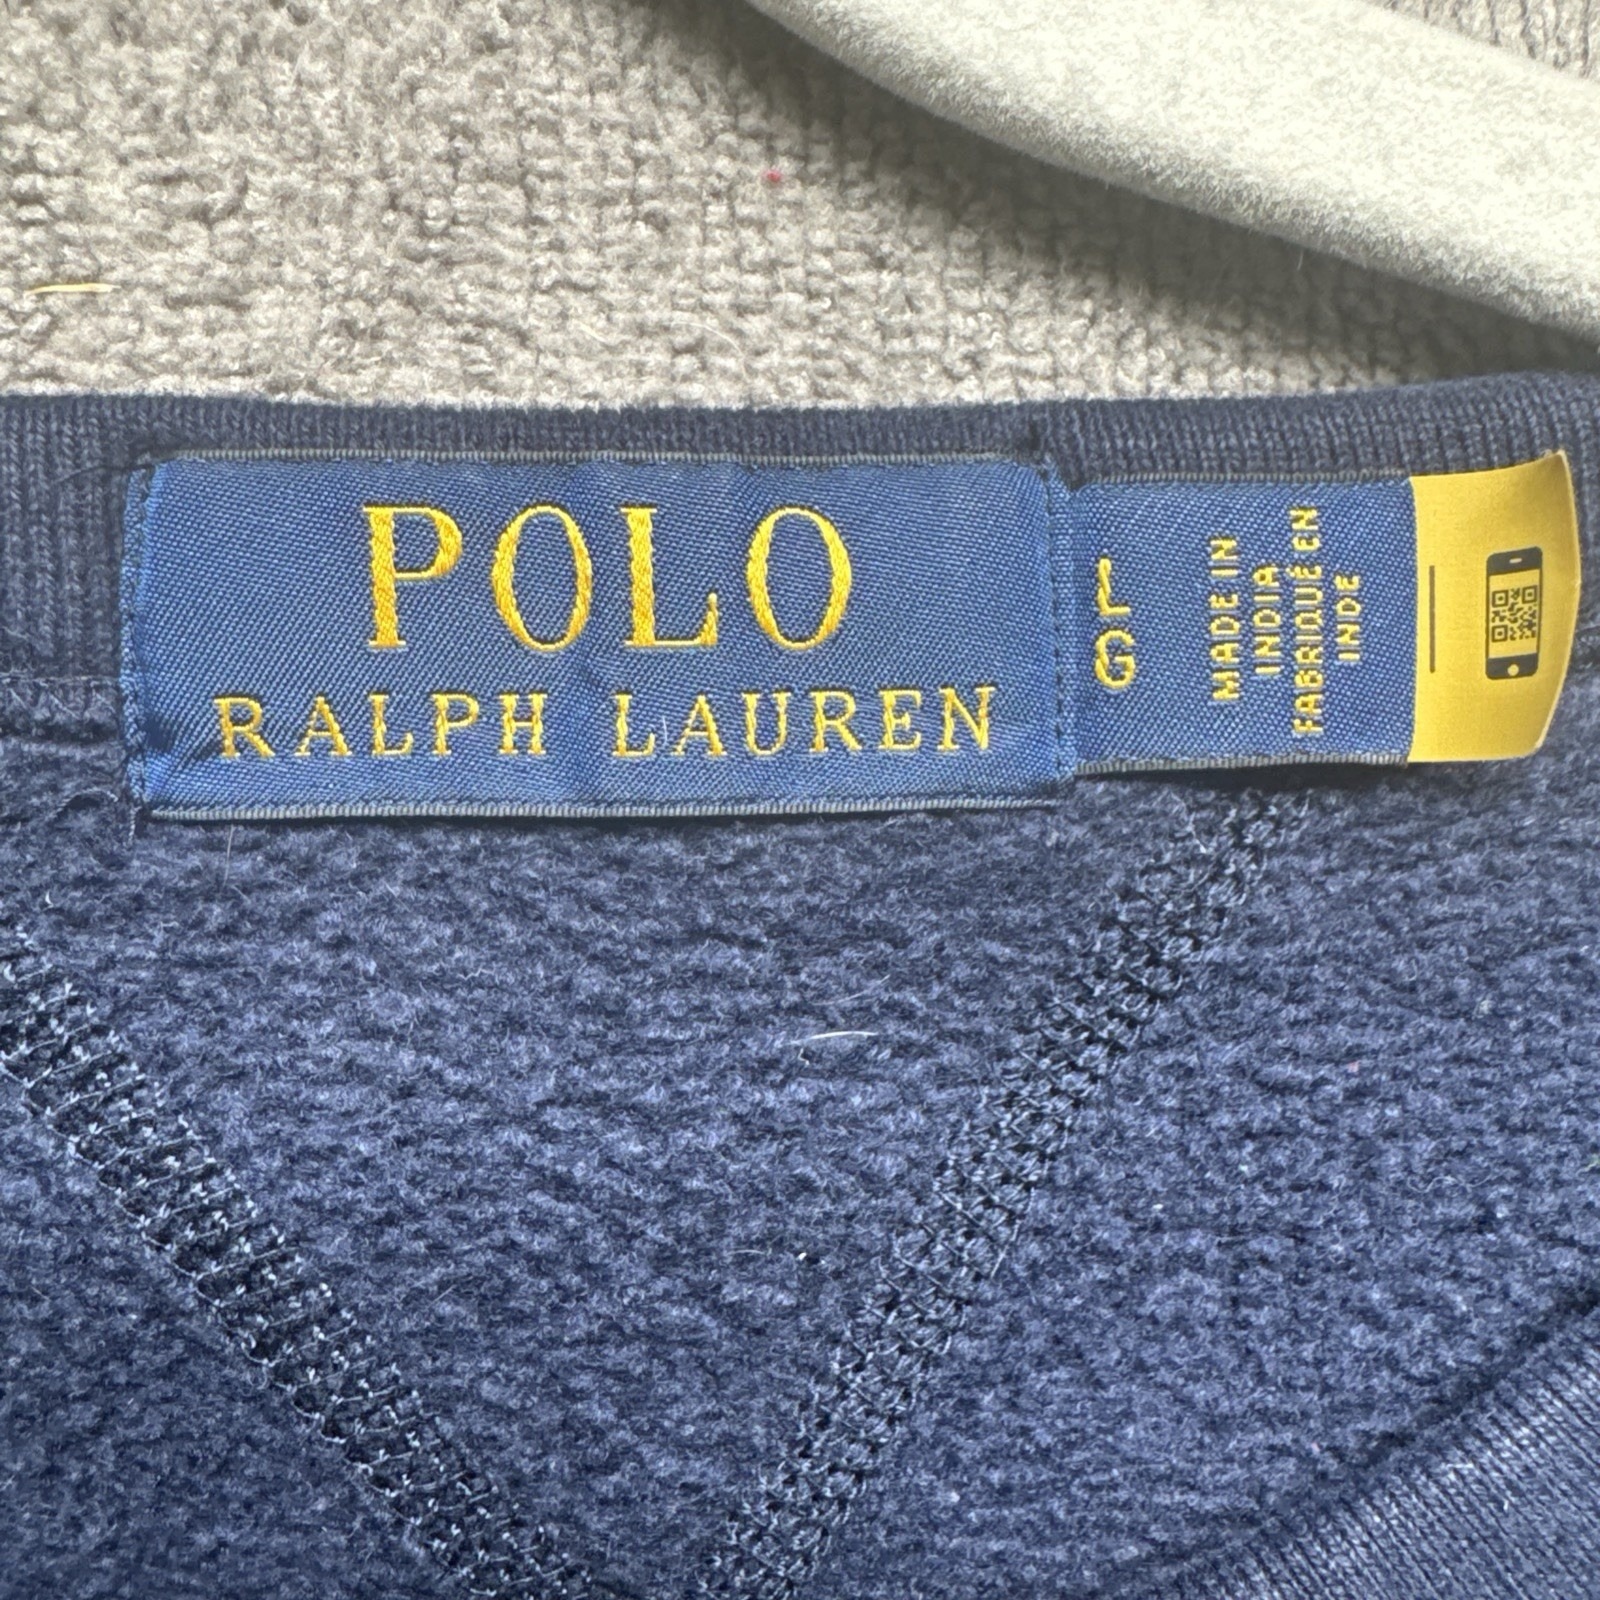 POLO
RALPH LAUREN
L
G
MADE IN
INDIA
FABRIQUÉ EN
INDE